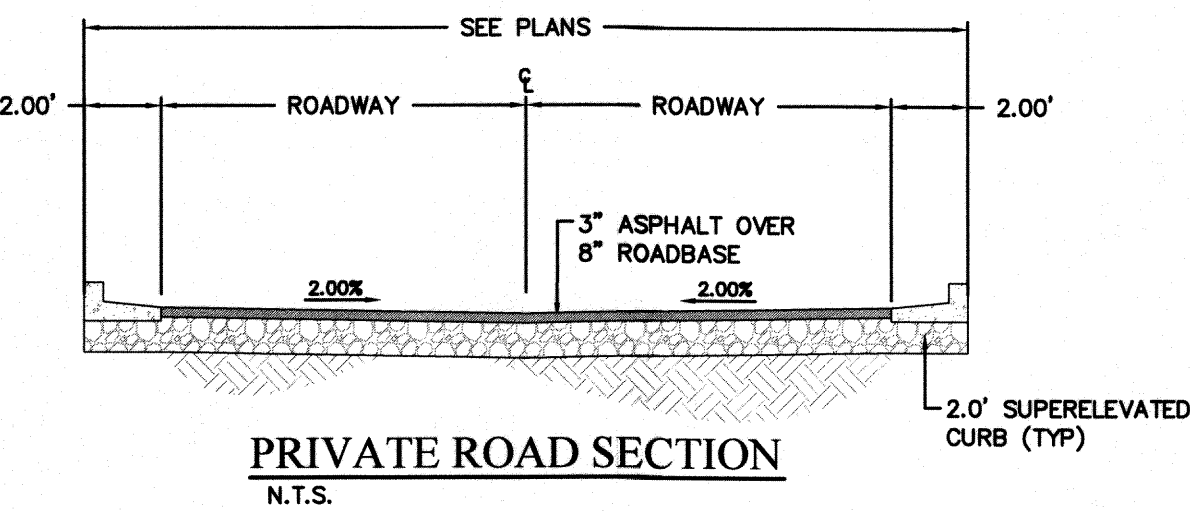 SEE PLANS
℄
2.00' ROADWAY ROADWAY 2.00'
3" ASPHALT OVER
8" ROADBASE
2.00% 2.00%
2.0' SUPERELEVATED
CURB (TYP)
PRIVATE ROAD SECTION
N.T.S.